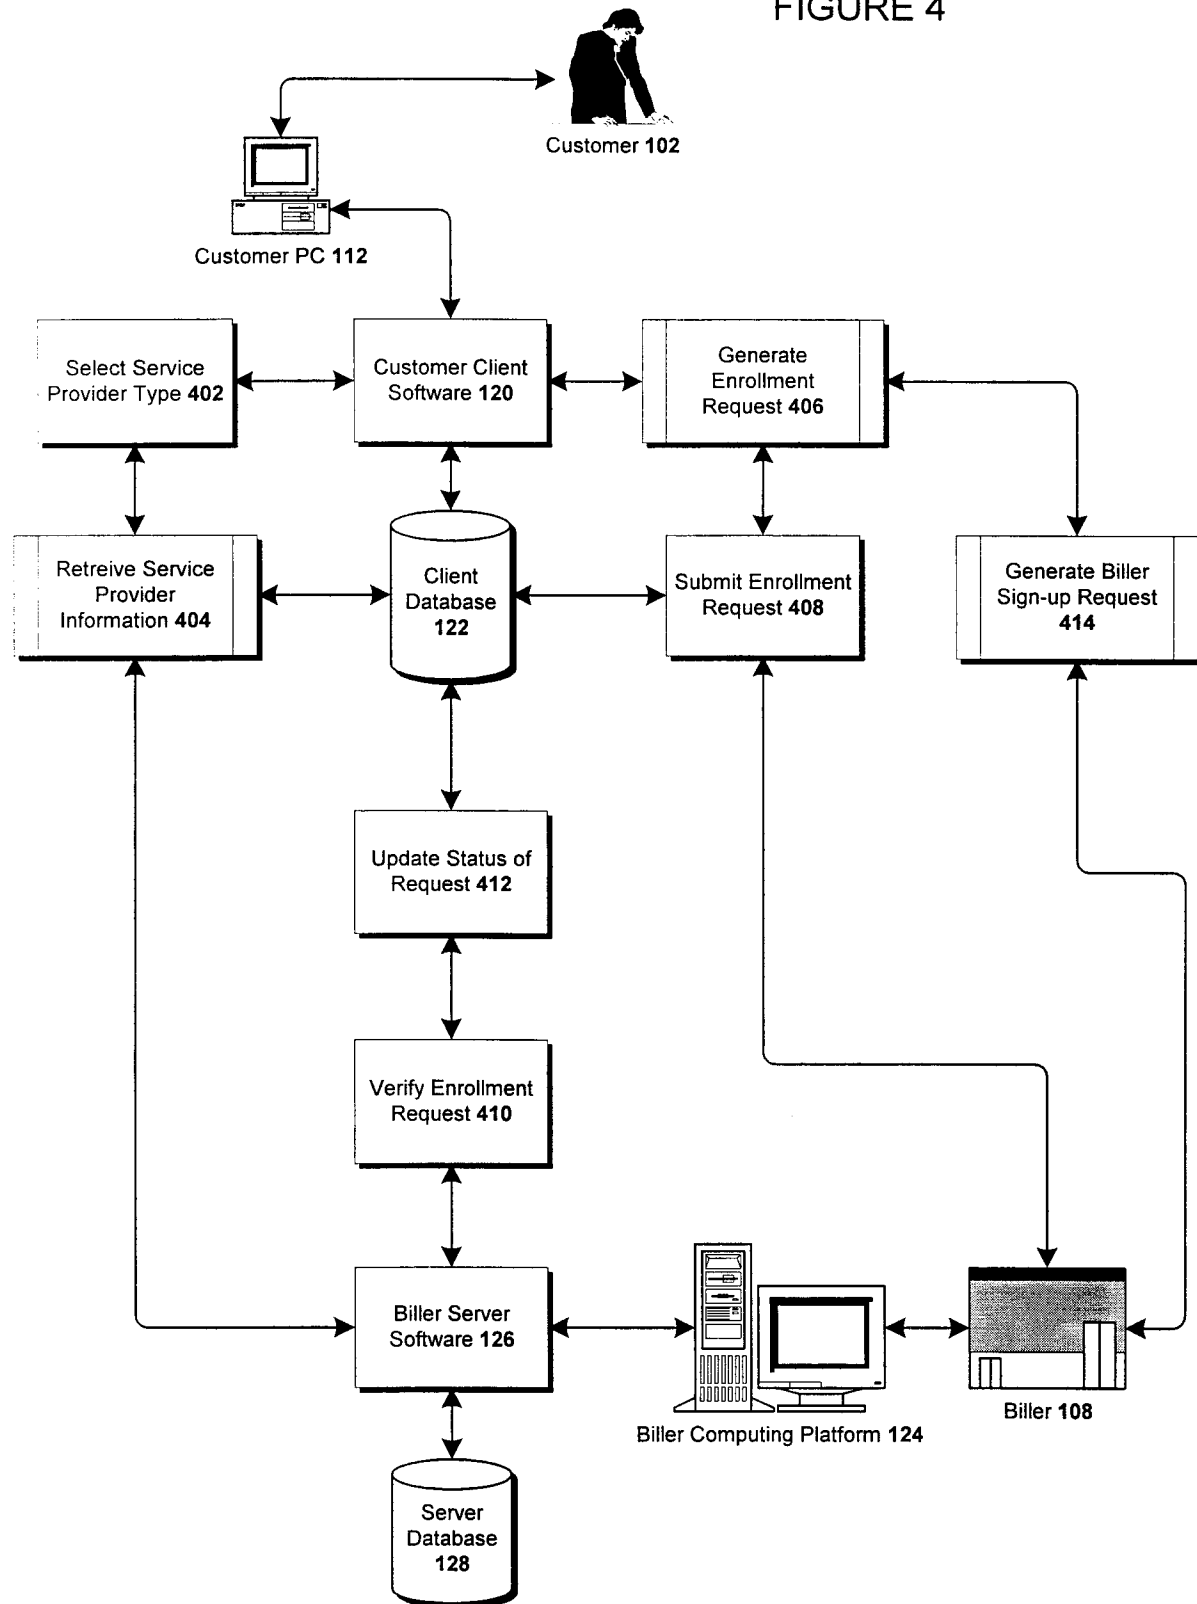 FIGURE 4
Customer 102
Customer PC 112
Select Service
Provider Type 402
Customer Client
Software 120
Generate
Enrollment
Request 406
Retreive Service
Provider
Information 404
Client
Database
122
Submit Enrollment
Request 408
Generate Biller
Sign-up Request
414
Update Status of
Request 412
Verify Enrollment
Request 410
Biller Server
Software 126
Biller Computing Platform 124
Biller 108
Server
Database
128